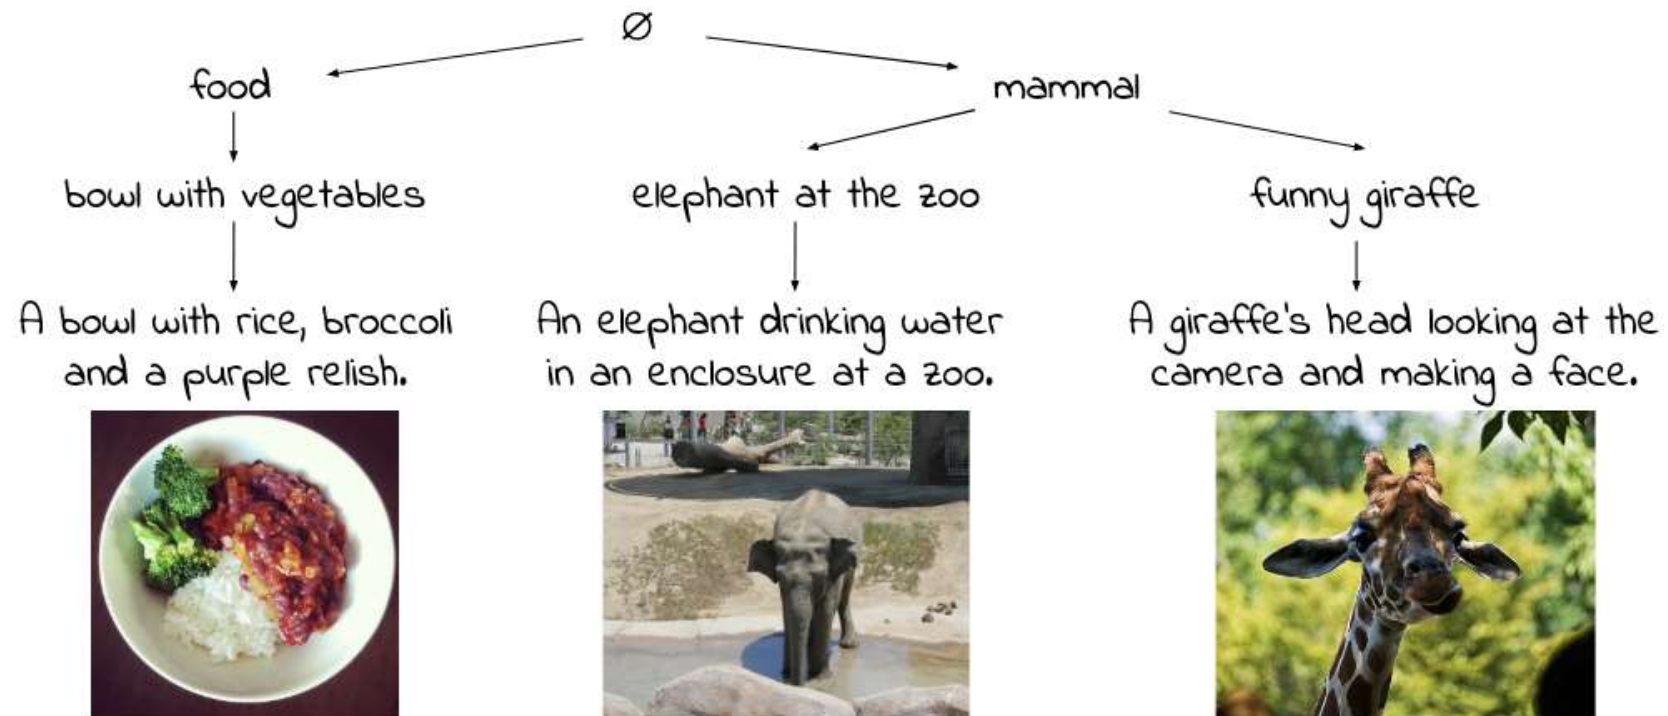 ∅
food
mammal
bowl with vegetables
elephant at the zoo
funny giraffe
A bowl with rice, broccoli
and a purple relish.
An elephant drinking water
in an enclosure at a zoo.
A giraffe's head looking at the
camera and making a face.